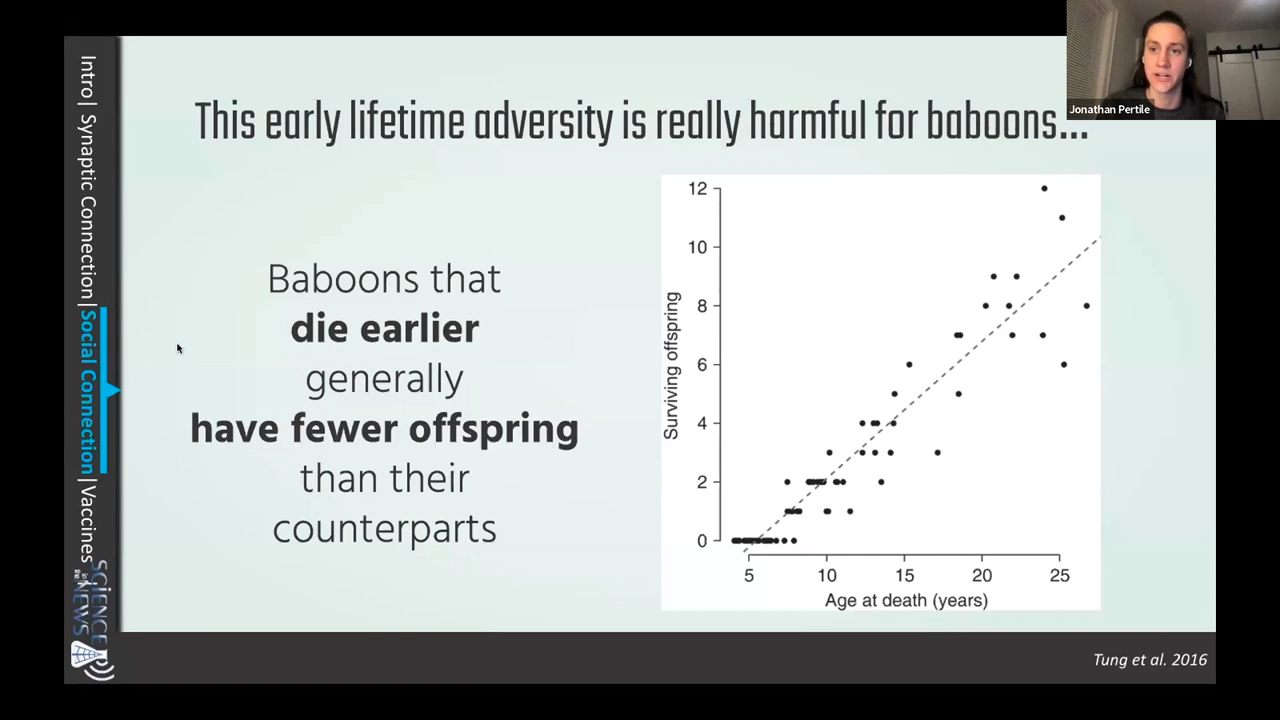 Jonathan Pertile
Intro| Synaptic Connection|Social Connection|Vaccines
This early lifetime adversity is really harmful for baboons...
Baboons that
die earlier
generally
have fewer offspring
than their
counterparts
12
10
8
6
4
2
0
Surviving offspring
5 10 15 20 25
Age at death (years)
SCIENCE
in the
NEWS
Tung et al. 2016